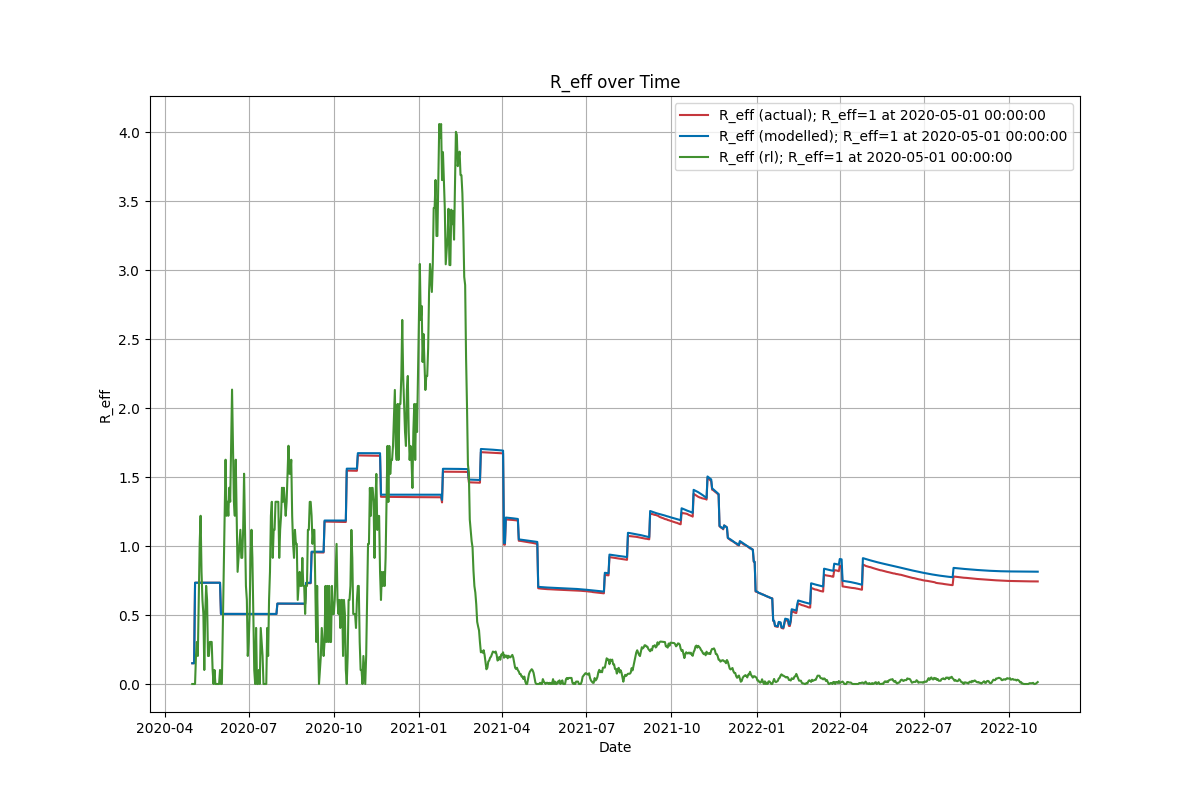 R_eff over Time
R_eff (actual); R_eff=1 at 2020-05-01 00:00:00
R_eff (modelled); R_eff=1 at 2020-05-01 00:00:00
R_eff (rl); R_eff=1 at 2020-05-01 00:00:00
R_eff
4.0
3.5
3.0
2.5
2.0
1.5
1.0
0.5
0.0
2020-04 2020-07 2020-10 2021-01 2021-04 2021-07 2021-10 2022-01 2022-04 2022-07 2022-10
Date